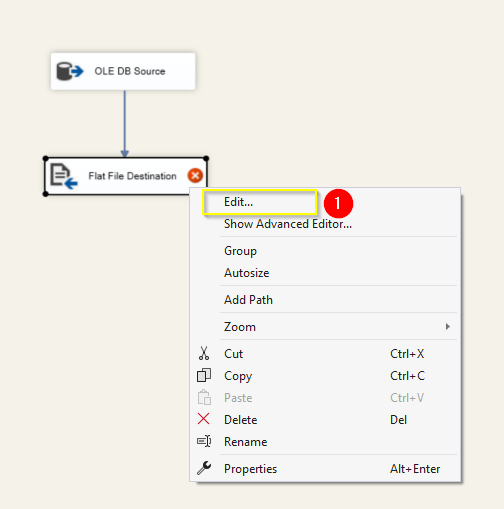 OLE DB Source
Flat File Destination
Edit...
1
Show Advanced Editor...
Group
Autosize
Add Path
Zoom
Cut Ctrl+X
Copy Ctrl+C
Paste Ctrl+V
Delete Del
Rename
Properties Alt+Enter